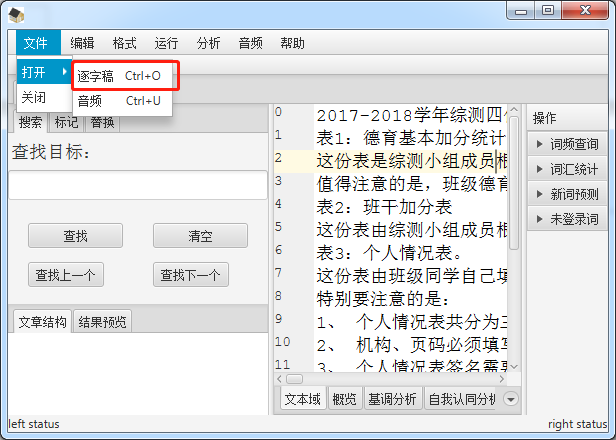 文件 编辑 格式 运行 分析 音频 帮助
打开 逐字稿 Ctrl+O
关闭 音频 Ctrl+U
搜索 标记 替换
查找目标:
查找 清空
查找上一个 查找下一个
文章结构 结果预览
0 2017-2018学年综测四
1 表1: 德育基本加分统计
2 这份表是综测小组成员根
3 值得注意的是, 班级德育
4 表2: 班干加分表
5 这份表由综测小组成员根
6 表3: 个人情况表。
7 这份表由班级同学自己填
8 特别要注意的是:
9 1、 个人情况表共分为三
10 2、 机构、页码必须填写
11 3、 个人情况表签名需要
文本域 概览 基调分析 自我认同分析
操作
词频查询
词汇统计
新词预测
未登录词
left status right status